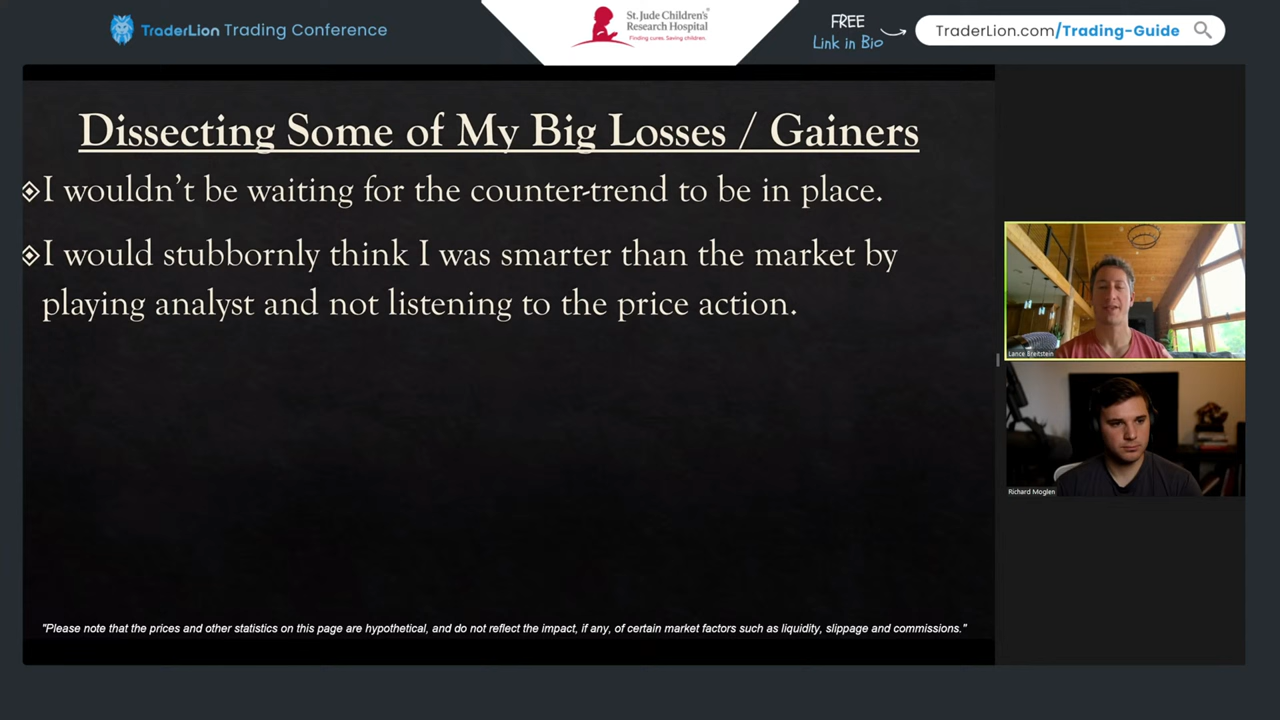 TraderLion Trading Conference
St. Jude Children's
Research Hospital
Finding cures. Saving children.
FREE
Link in Bio
TraderLion.com/Trading-Guide
Dissecting Some of My Big Losses / Gainers
I wouldn't be waiting for the counter-trend to be in place.
I would stubbornly think I was smarter than the market by
playing analyst and not listening to the price action.
Lance Breitstein
Richard Moglen
"Please note that the prices and other statistics on this page are hypothetical, and do not reflect the impact, if any, of certain market factors such as liquidity, slippage and commissions."